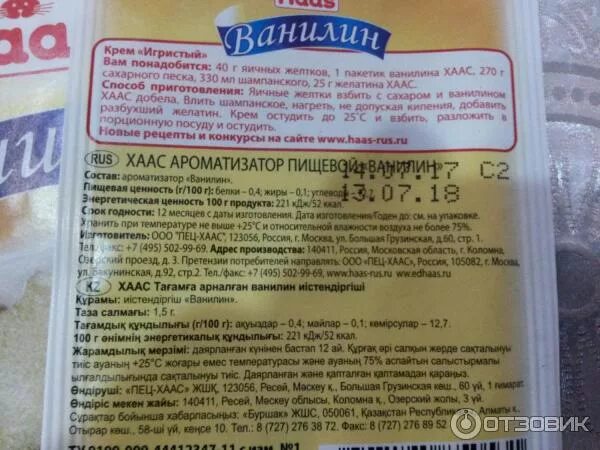 Haas
Ванилин
Крем «Игристый»
Вам понадобится: 40 г яичных желтков, 1 пакетик ванилина ХААС, 270 г
сахарного песка, 330 мл шампанского, 25 г желатина ХААС.
Способ приготовления: Яичные желтки взбить с сахаром и ванилином
ХААС добела. Влить шампанское, нагреть, не допуская кипения, добавить
разбухший желатин. Крем остудить до 25°С и взбить, разложить в
порционную посуду и остудить.
Новые рецепты и конкурсы на сайте www.haas-rus.ru
RUS ХААС АРОМАТИЗАТОР ПИЩЕВОЙ «ВАНИЛИН»
14.07.17 С2
13.07.18
Состав: ароматизатор «Ванилин».
Пищевая ценность (г/100 г): белки – 0,4; жиры – 0,1; углеводы
Энергетическая ценность 100 г продукта: 221 кДж/52 ккал.
Срок годности: 12 месяцев с даты изготовления. Дата изготовления/Годен до: см. на упаковке.
Хранить при температуре не выше +25°С и относительной влажности воздуха не более 75%.
Изготовитель: ООО «ПЕЦ-ХААС», 123056, Россия, г. Москва, ул. Большая Грузинская, д.60, стр. 1.
Тел./Факс: +7 (495) 502-99-69. Адрес производства: 140411, Россия, Московская область, г. Коломна,
Озерский проезд, д. 3. Претензии потребителей направлять: ООО «ПЕЦ-ХААС», Россия, 105082, г. Москва,
ул. Бакунинская, д.92, стр.2. Тел./факс: +7 (495) 502-99-69, www.haas-rus.ru, www.edhaas.ru
KZ ХААС Тағамға арналған ванилин иістендіргіші
Құрамы: иістендіргіш «Ванилин».
Таза салмағы: 1,5 г.
Тағамдық құндылығы (г/100 г): ақуыздар – 0,4; майлар – 0,1; көмірсулар – 12,7.
100 г өнімнің энергетикалық құндылығы: 221 кДж/52 ккал.
Жарамдылық мерзімі: даярланған күнінен бастап 12 ай. Құрғақ әрі салқын жерде сақталынуы
тиіс ауының +25°С жоғары емес температурасы және ауының 75% аспайтын салыстырмалы
ылғалдылығында сақталынуы тиіс. Даярланған және қапталған қаптамадан қараңыз.
Өндіруші: «ПЕЦ-ХААС» ЖШҚ, 123056, Ресей, Мәскеу қ., Большая Грузинская көш., 60 үй, 1 ғимарат.
Өндіріс мекен жайы: 140411, Ресей, Мәскеу облысы, Коломна қ., Озерский жолы, 3 үй.
Сұрақтар бойынша хабарласыңыз: «Буршак» ЖШС, 050061, Қазақстан Республикасы, Алматы қ.,
Отырар көш., 58-ші үй, көш. 10. Тел.: 8 (727) 276 38 72. Факс: 8 (727) 276 89 52
ОТЗОВИК